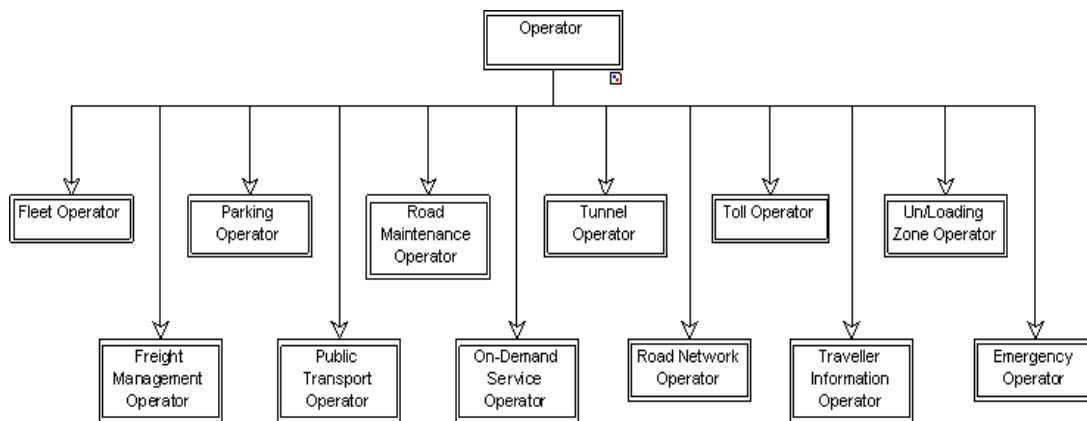 Operator
Fleet Operator
Parking
Operator
Road
Maintenance
Operator
Tunnel
Operator
Toll Operator
Un/Loading
Zone Operator
Freight
Management
Operator
Public
Transport
Operator
On-Demand
Service
Operator
Road Network
Operator
Traveller
Information
Operator
Emergency
Operator